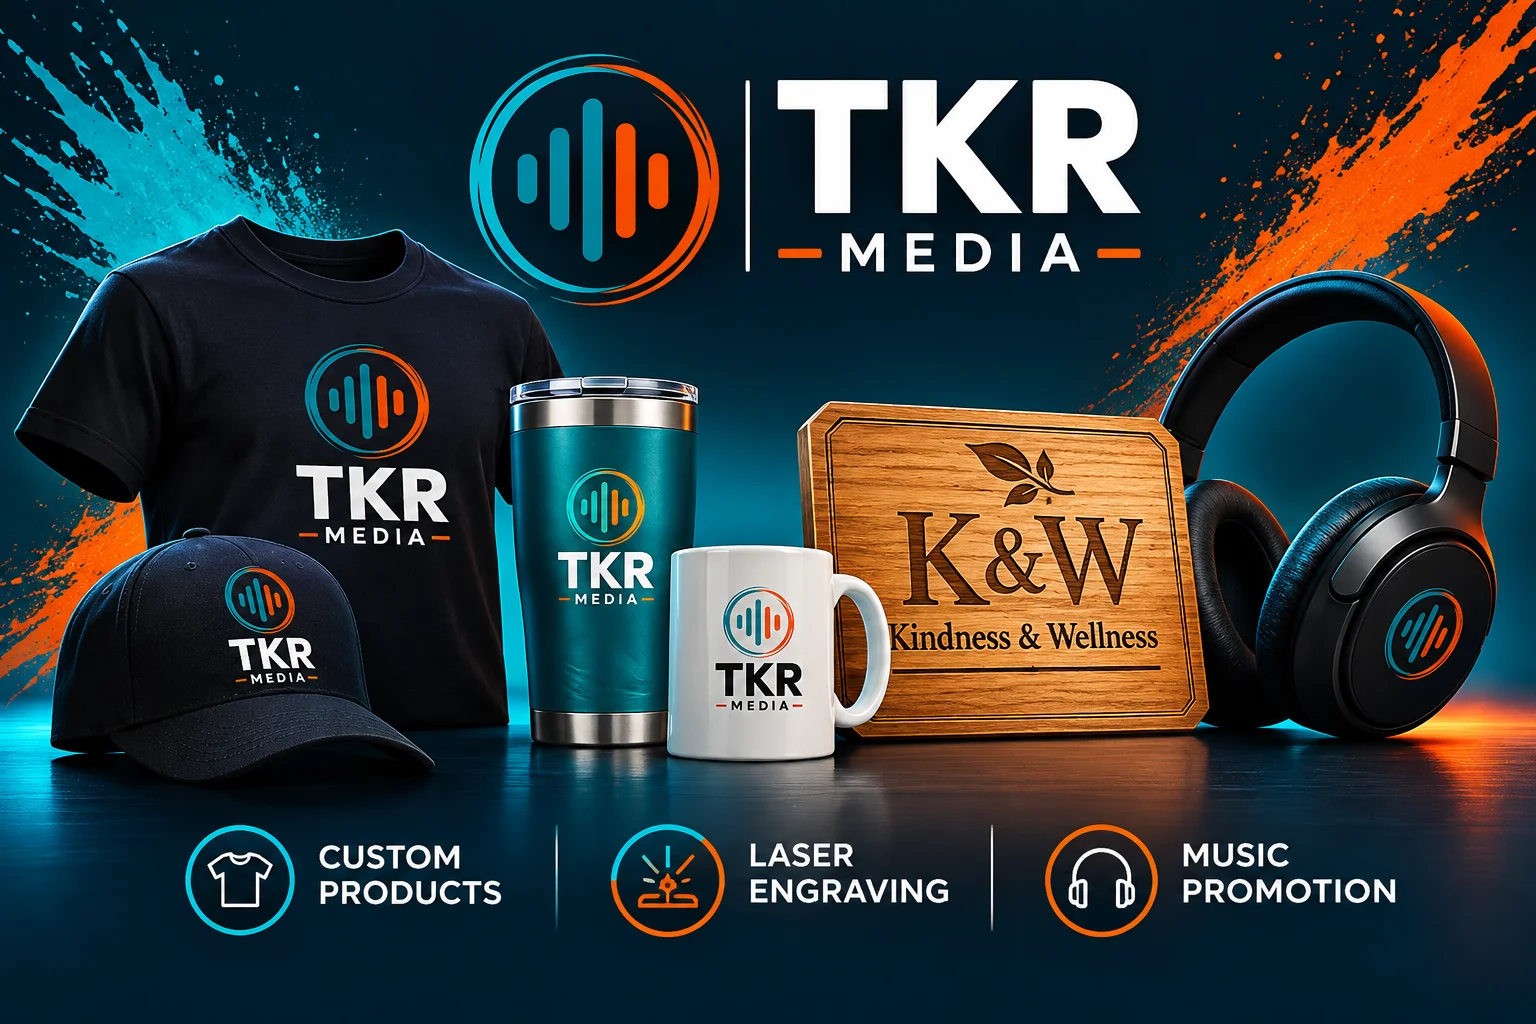 TKR
MEDIA
TKR
MEDIA
TKR
MEDIA
TKR
MEDIA
TKR
MEDIA
K&W
Kindness & Wellness
CUSTOM
PRODUCTS
LASER
ENGRAVING
MUSIC
PROMOTION